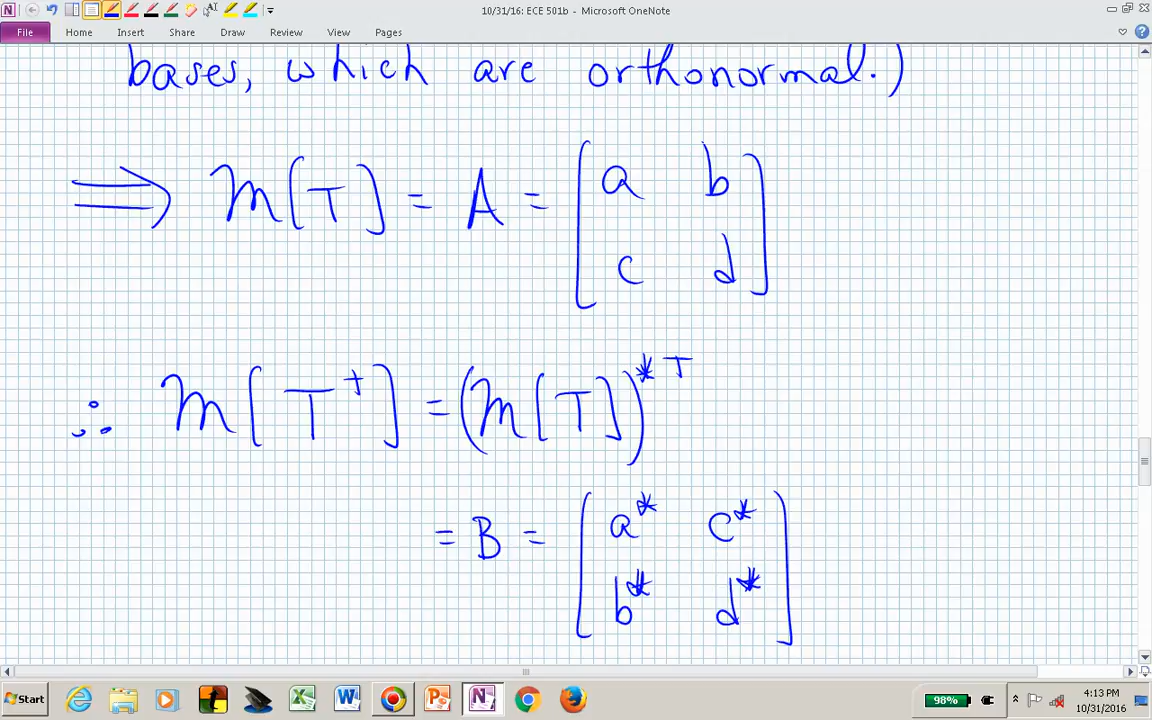 10/31/16: ECE 501b - Microsoft OneNote
File Home Insert Share Draw Review View Pages
bases, which are orthonormal.)
⟹ M[T] = A = [a b
c d]
∴ M[T†] = (M[T])*T
= B = [a* c*
b* d*]
Start
98%
4:13 PM
10/31/2016